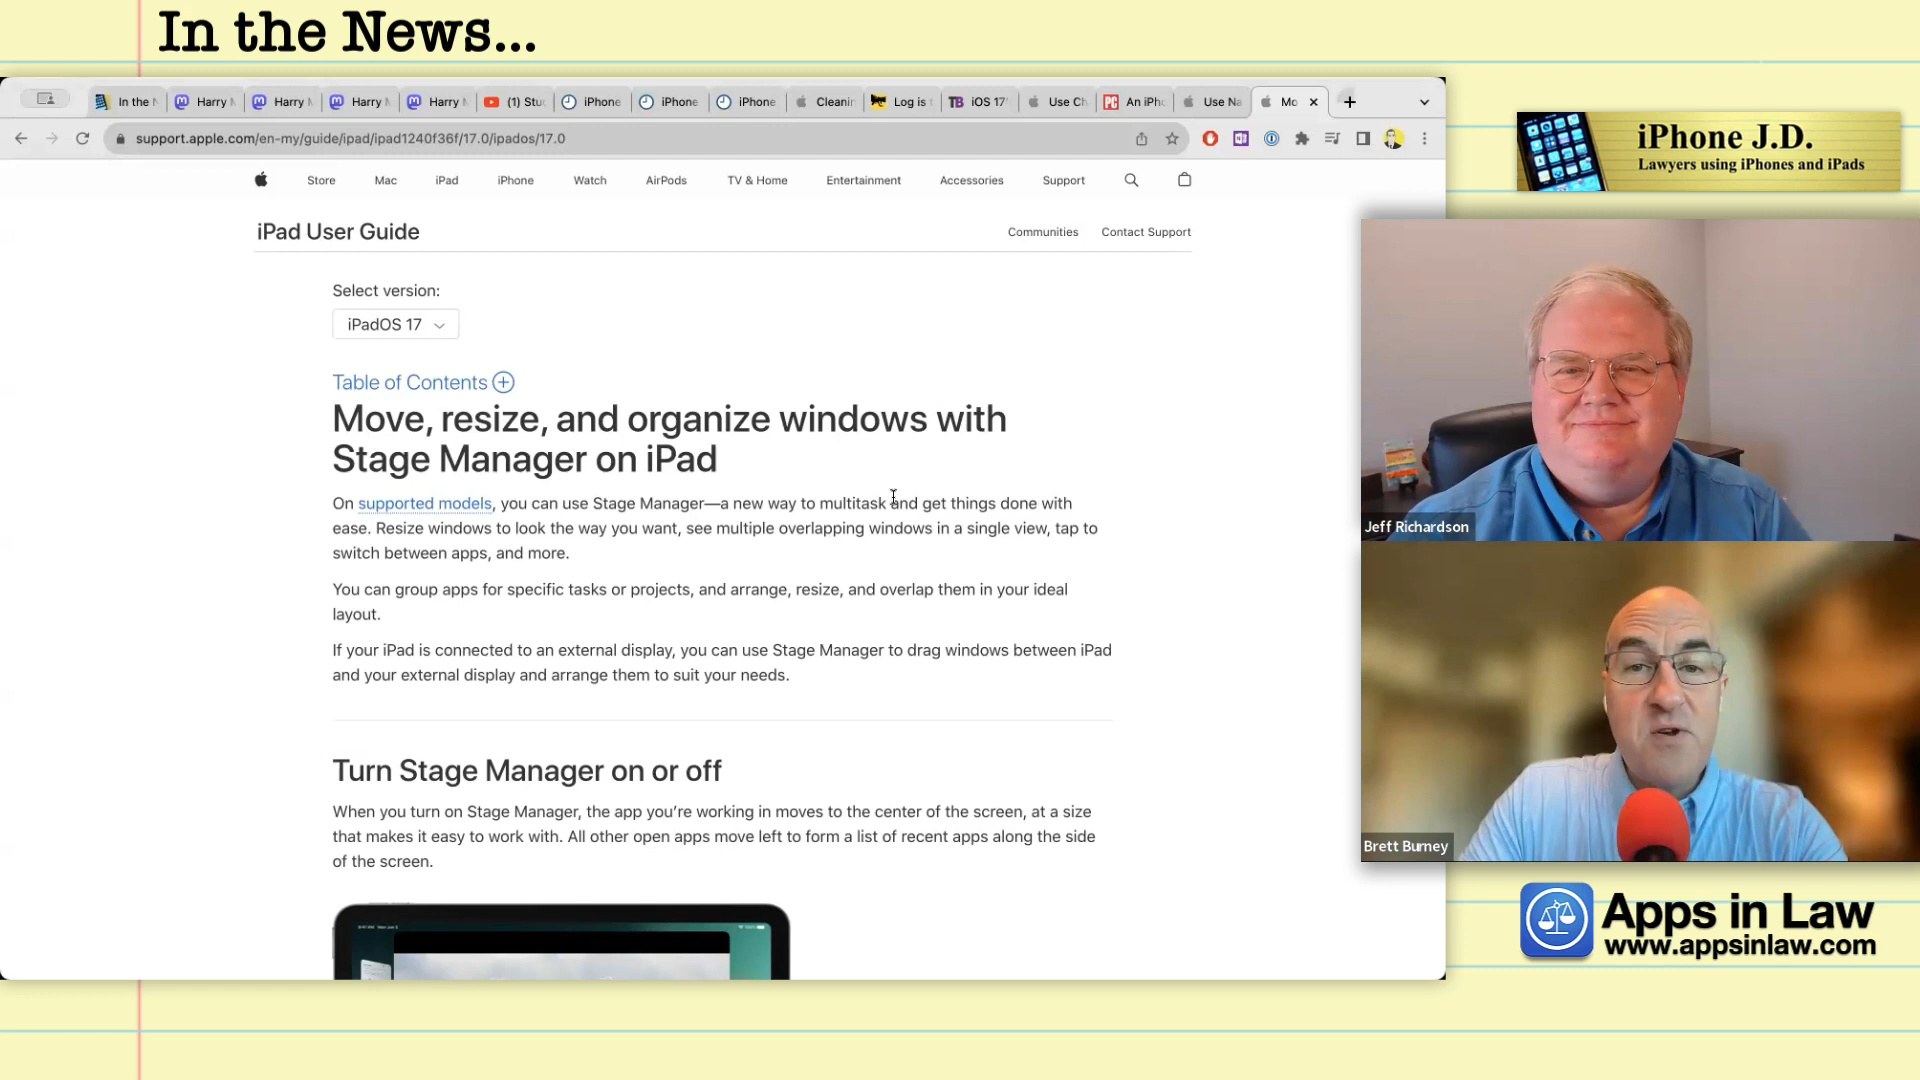 In the News...
In the N
Harry M
Harry M
Harry M
Harry M
(1) Stu
iPhone
iPhone
iPhone
Cleanin
Log is
iOS 17
Use Ch
An iPh
Use Na
Mo
support.apple.com/en-my/guide/ipad/ipad1240f36f/17.0/ipados/17.0
Store Mac iPad iPhone Watch AirPods TV & Home Entertainment Accessories Support
iPad User Guide
Communities Contact Support
Select version:
iPadOS 17
Table of Contents
Move, resize, and organize windows with
Stage Manager on iPad
On supported models, you can use Stage Manager—a new way to multitask and get things done with
ease. Resize windows to look the way you want, see multiple overlapping windows in a single view, tap to
switch between apps, and more.
You can group apps for specific tasks or projects, and arrange, resize, and overlap them in your ideal
layout.
If your iPad is connected to an external display, you can use Stage Manager to drag windows between iPad
and your external display and arrange them to suit your needs.
Turn Stage Manager on or off
When you turn on Stage Manager, the app you’re working in moves to the center of the screen, at a size
that makes it easy to work with. All other open apps move left to form a list of recent apps along the side
of the screen.
iPhone J.D.
Lawyers using iPhones and iPads
Jeff Richardson
Brett Burney
Apps in Law
www.appsinlaw.com